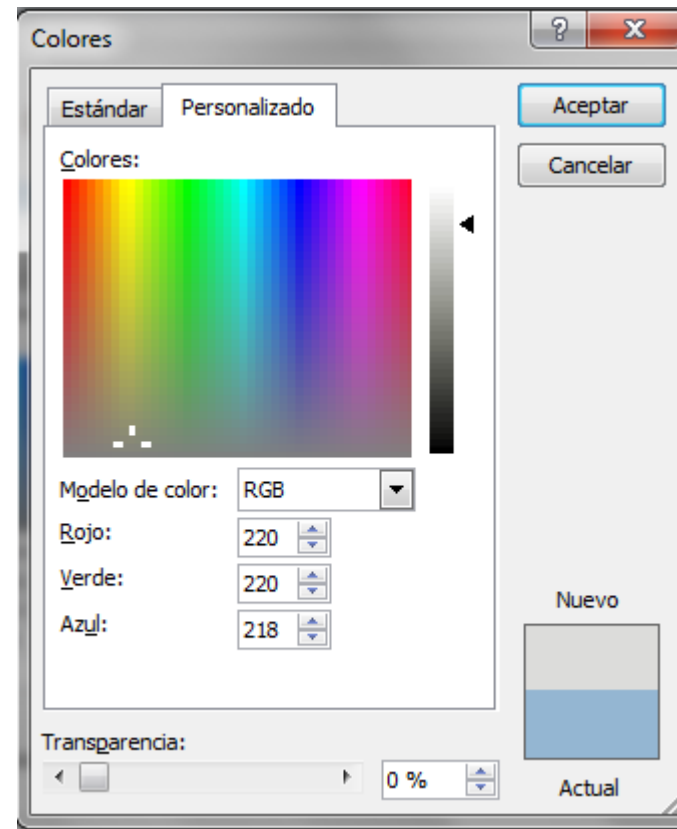 Colores
Estándar Personalizado
Aceptar
Cancelar
Colores:
Modelo de color: RGB
Rojo: 220
Verde: 220
Azul: 218
Nuevo
Actual
Transparencia:
0 %